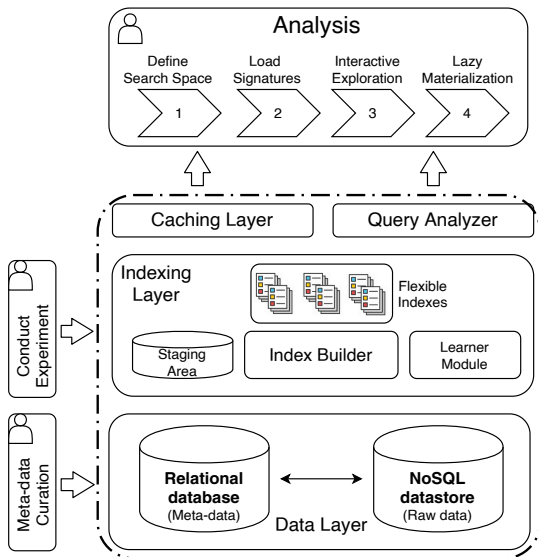 Analysis
Define
Search Space
Load
Signatures
Interactive
Exploration
Lazy
Materialization
1
2
3
4
Caching Layer
Query Analyzer
Conduct
Experiment
Indexing
Layer
Flexible
Indexes
Staging
Area
Index Builder
Learner
Module
Meta-data
Curation
Relational
database
(Meta-data)
NoSQL
datastore
(Raw data)
Data Layer